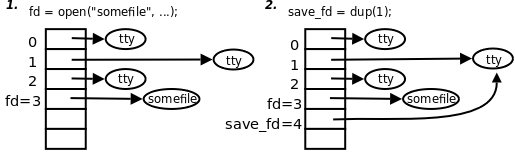 1. fd = open("somefile", ...);
0 tty
1 tty
2 tty
fd=3 somefile
2. save_fd = dup(1);
0 tty
1 tty
2 tty
fd=3 somefile
save_fd=4